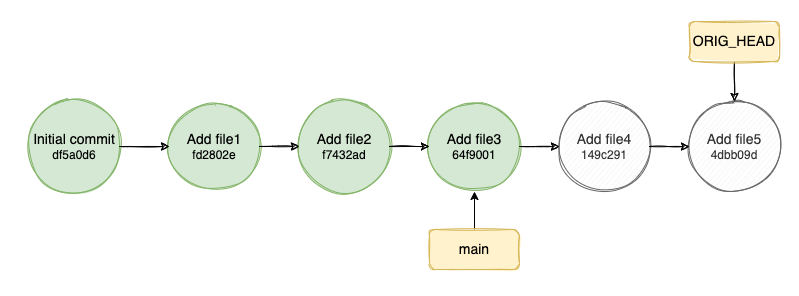 ORIG_HEAD
Initial commit
df5a0d6
Add file1
fd2802e
Add file2
f7432ad
Add file3
64f9001
Add file4
149c291
Add file5
4dbb09d
main